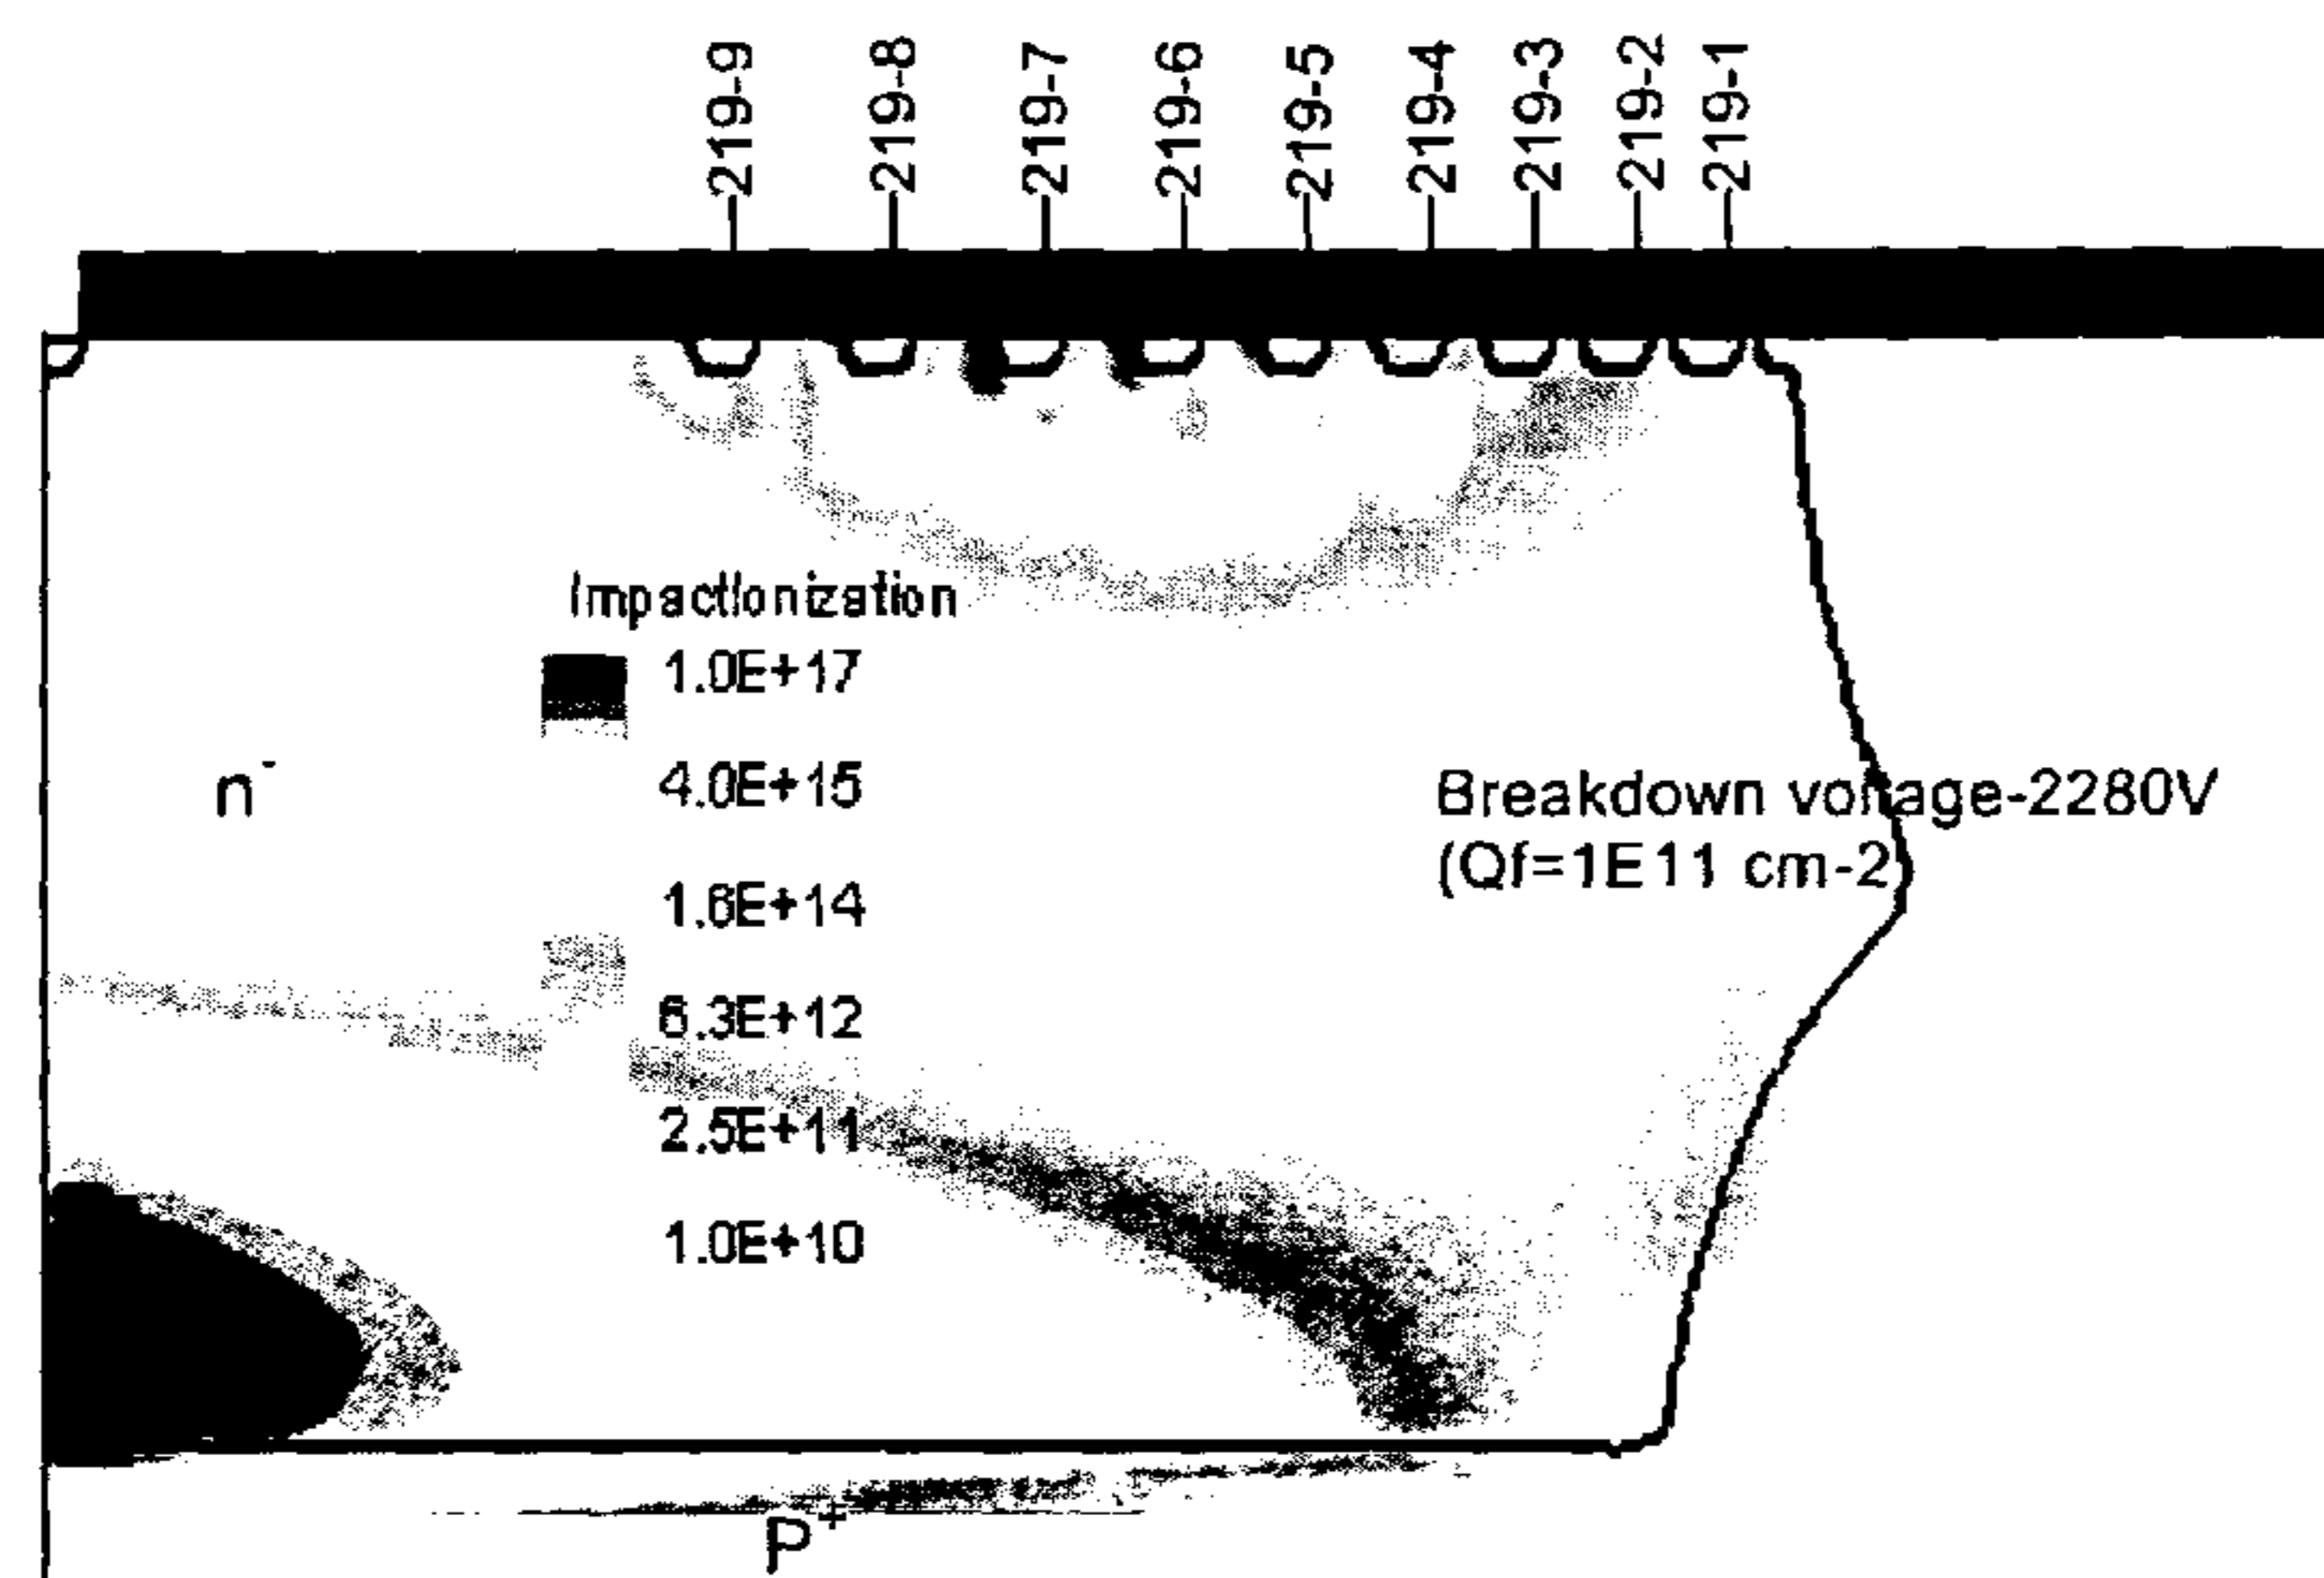 219-9
219-8
219-7
219-6
219-5
219-4
219-3
219-2
219-1
ImpactIonization
1.0E+17
4.0E+15
1.6E+14
6.3E+12
2.5E+11
1.0E+10
n-
Breakdown voltage-2280V
(Qf=1E11 cm-2)
P+